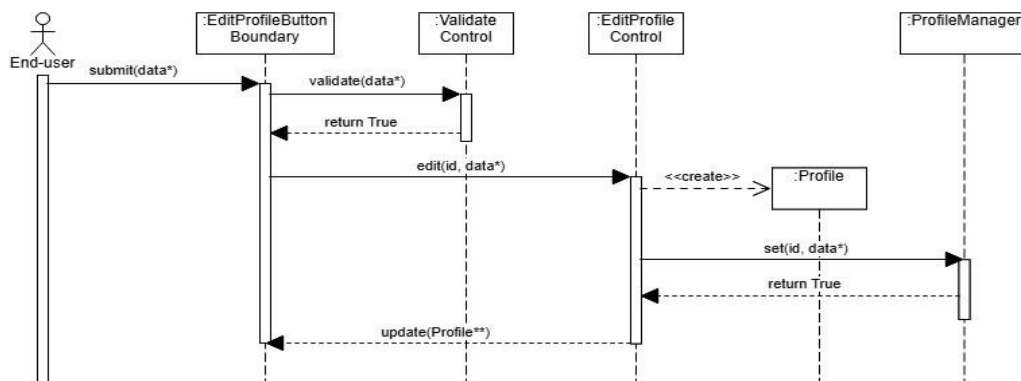 :EditProfileButton
Boundary
:Validate
Control
:EditProfile
Control
:ProfileManager
End-user
submit(data*)
validate(data*)
return True
edit(id, data*)
<<create>>
:Profile
set(id, data*)
return True
update(Profile**)